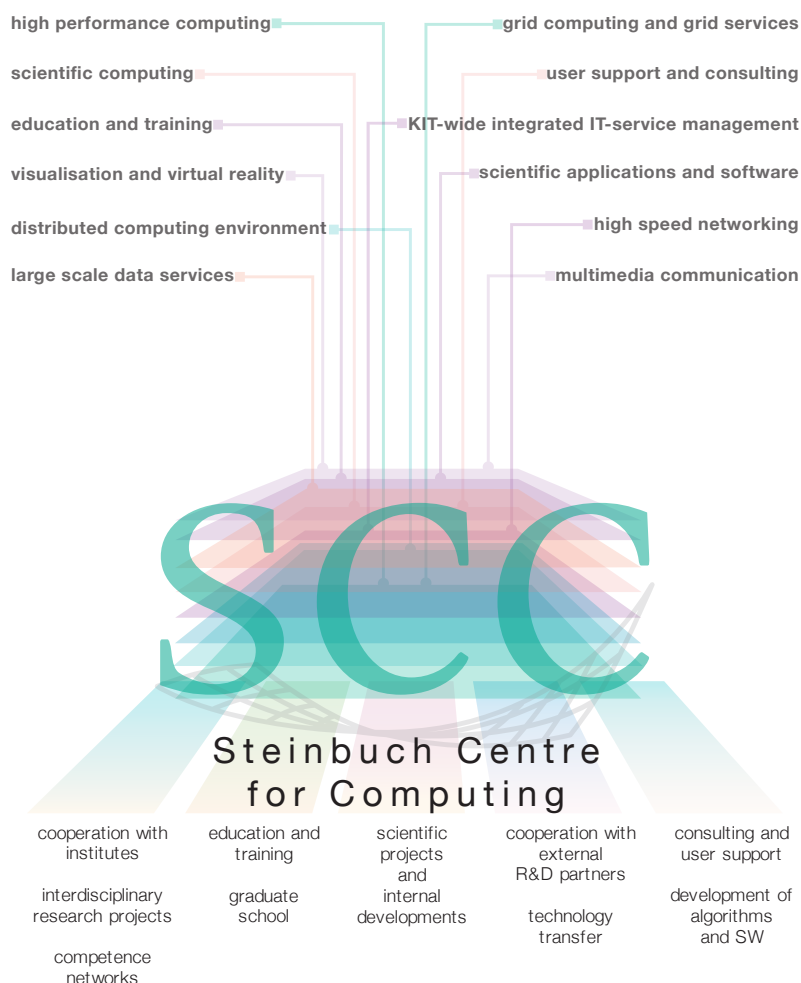 high performance computing
scientific computing
education and training
visualisation and virtual reality
distributed computing environment
large scale data services
grid computing and grid services
user support and consulting
KIT-wide integrated IT-service management
scientific applications and software
high speed networking
multimedia communication
SCC
Steinbuch Centre
for Computing
cooperation with
institutes
interdisciplinary
research projects
competence
networks
education and
training
graduate
school
scientific
projects
and
internal
developments
cooperation with
external
R&D partners
technology
transfer
consulting and
user support
development of
algorithms
and SW